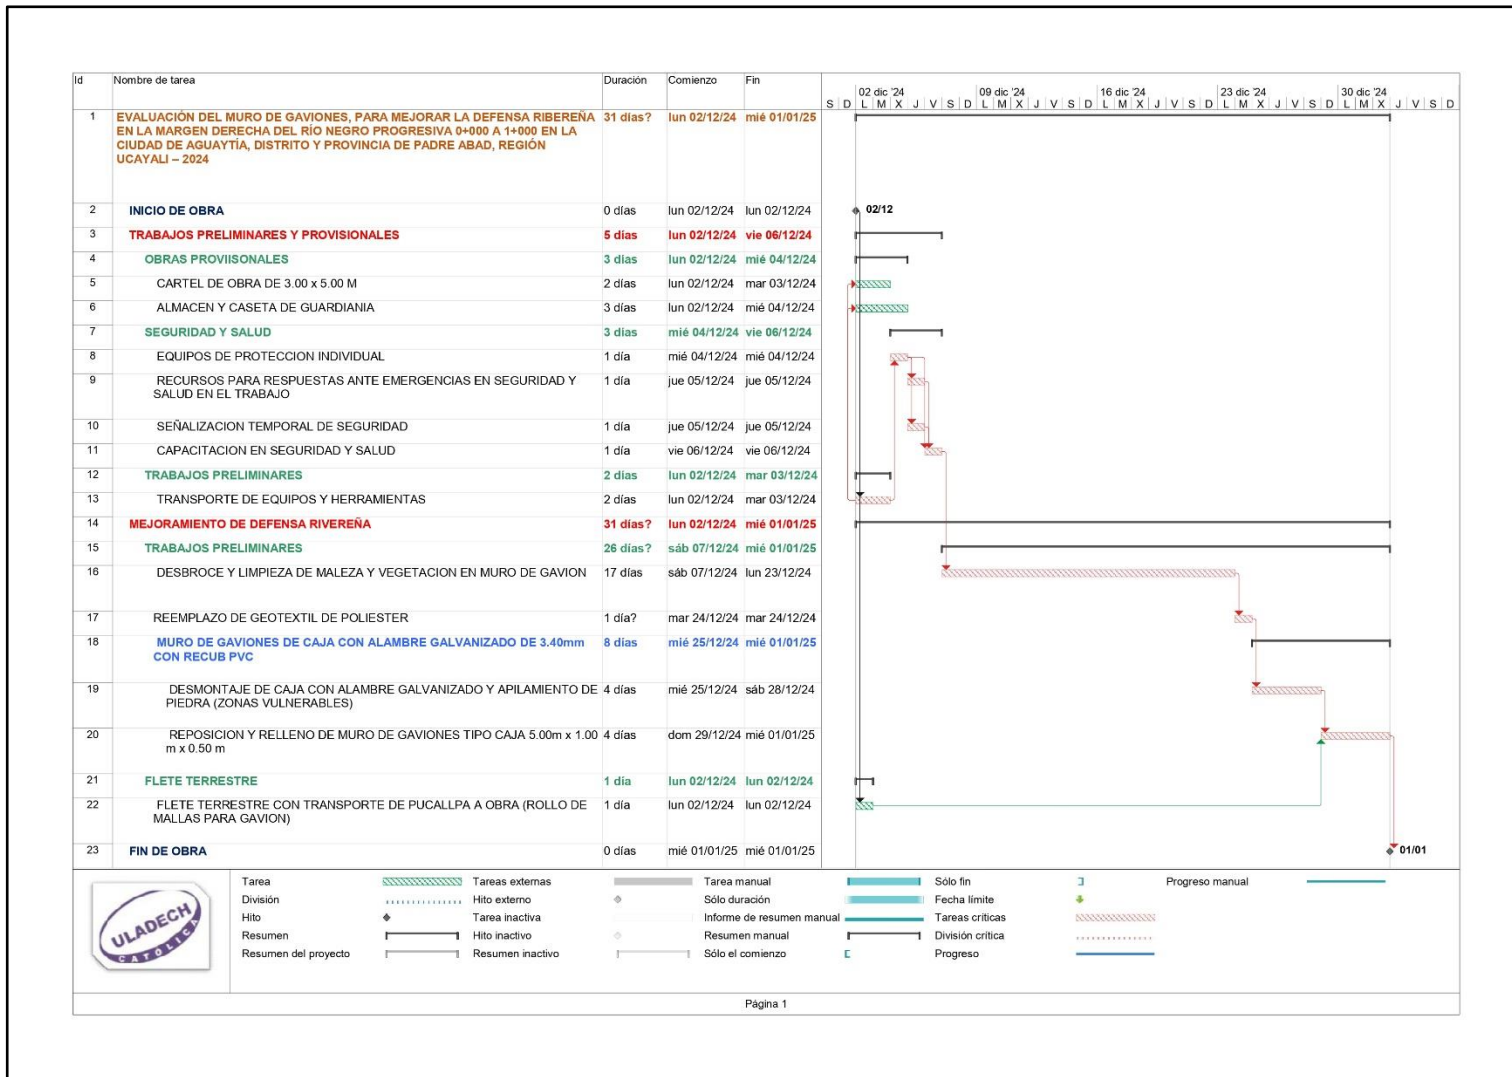 Id Nombre de tarea Duración Comienzo Fin
02 dic '24 09 dic '24 16 dic '24 23 dic '24 30 dic '24
S D L M X J V S D L M X J V S D L M X J V S D L M X J V S D L M X J V S D
1 EVALUACIÓN DEL MURO DE GAVIONES, PARA MEJORAR LA DEFENSA RIBEREÑA 31 días? lun 02/12/24 mié 01/01/25
EN LA MARGEN DERECHA DEL RÍO NEGRO PROGRESIVA 0+000 A 1+000 EN LA
CIUDAD DE AGUAYTÍA, DISTRITO Y PROVINCIA DE PADRE ABAD, REGIÓN
UCAYALI – 2024
2 INICIO DE OBRA 0 días lun 02/12/24 lun 02/12/24 02/12
3 TRABAJOS PRELIMINARES Y PROVISIONALES 5 días lun 02/12/24 vie 06/12/24
4 OBRAS PROVIISONALES 3 días lun 02/12/24 mié 04/12/24
5 CARTEL DE OBRA DE 3.00 x 5.00 M 2 días lun 02/12/24 mar 03/12/24
6 ALMACEN Y CASETA DE GUARDIANIA 3 días lun 02/12/24 mié 04/12/24
7 SEGURIDAD Y SALUD 3 días mié 04/12/24 vie 06/12/24
8 EQUIPOS DE PROTECCION INDIVIDUAL 1 día mié 04/12/24 mié 04/12/24
9 RECURSOS PARA RESPUESTAS ANTE EMERGENCIAS EN SEGURIDAD Y 1 día jue 05/12/24 jue 05/12/24
SALUD EN EL TRABAJO
10 SEÑALIZACION TEMPORAL DE SEGURIDAD 1 día jue 05/12/24 jue 05/12/24
11 CAPACITACION EN SEGURIDAD Y SALUD 1 día vie 06/12/24 vie 06/12/24
12 TRABAJOS PRELIMINARES 2 días lun 02/12/24 mar 03/12/24
13 TRANSPORTE DE EQUIPOS Y HERRAMIENTAS 2 días lun 02/12/24 mar 03/12/24
14 MEJORAMIENTO DE DEFENSA RIVEREÑA 31 días? lun 02/12/24 mié 01/01/25
15 TRABAJOS PRELIMINARES 26 días? sáb 07/12/24 mié 01/01/25
16 DESBROCE Y LIMPIEZA DE MALEZA Y VEGETACION EN MURO DE GAVION 17 días sáb 07/12/24 lun 23/12/24
17 REEMPLAZO DE GEOTEXTIL DE POLIESTER 1 día? mar 24/12/24 mar 24/12/24
18 MURO DE GAVIONES DE CAJA CON ALAMBRE GALVANIZADO DE 3.40mm 8 días mié 25/12/24 mié 01/01/25
CON RECUB PVC
19 DESMONTAJE DE CAJA CON ALAMBRE GALVANIZADO Y APILAMIENTO DE 4 días mié 25/12/24 sáb 28/12/24
PIEDRA (ZONAS VULNERABLES)
20 REPOSICION Y RELLENO DE MURO DE GAVIONES TIPO CAJA 5.00m x 1.00 4 días dom 29/12/24 mié 01/01/25
m x 0.50 m
21 FLETE TERRESTRE 1 día lun 02/12/24 lun 02/12/24
22 FLETE TERRESTRE CON TRANSPORTE DE PUCALLPA A OBRA (ROLLO DE 1 día lun 02/12/24 lun 02/12/24
MALLAS PARA GAVION)
23 FIN DE OBRA 0 días mié 01/01/25 mié 01/01/25 01/01
ULADECH
CATÓLICA
Tarea Tareas externas Tarea manual Sólo fin Progreso manual
División Hito externo Sólo duración Fecha límite
Hito Tarea inactiva Informe de resumen manual Tareas críticas
Resumen Hito inactivo Resumen manual División crítica
Resumen del proyecto Resumen inactivo Sólo el comienzo Progreso
Página 1